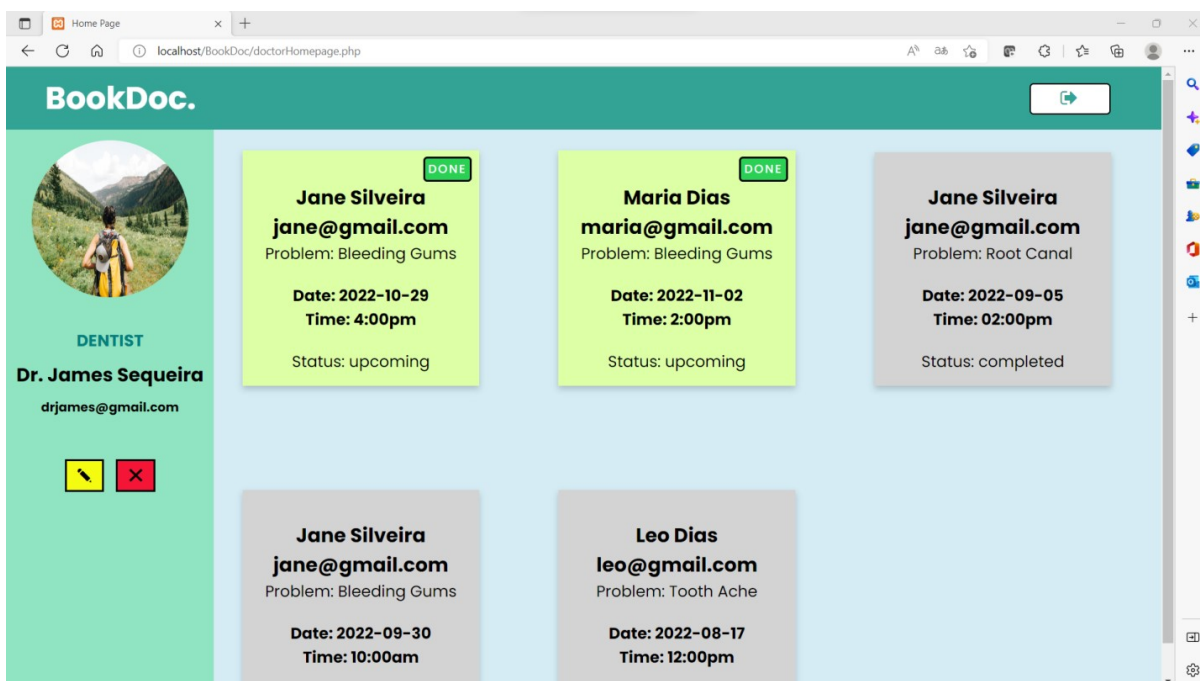 Home Page
localhost/BookDoc/doctorHomepage.php
BookDoc.
DENTIST
Dr. James Sequeira
drjames@gmail.com
DONE
Jane Silveira
jane@gmail.com
Problem: Bleeding Gums
Date: 2022-10-29
Time: 4:00pm
Status: upcoming
DONE
Maria Dias
maria@gmail.com
Problem: Bleeding Gums
Date: 2022-11-02
Time: 2:00pm
Status: upcoming
Jane Silveira
jane@gmail.com
Problem: Root Canal
Date: 2022-09-05
Time: 02:00pm
Status: completed
Jane Silveira
jane@gmail.com
Problem: Bleeding Gums
Date: 2022-09-30
Time: 10:00am
Leo Dias
leo@gmail.com
Problem: Tooth Ache
Date: 2022-08-17
Time: 12:00pm